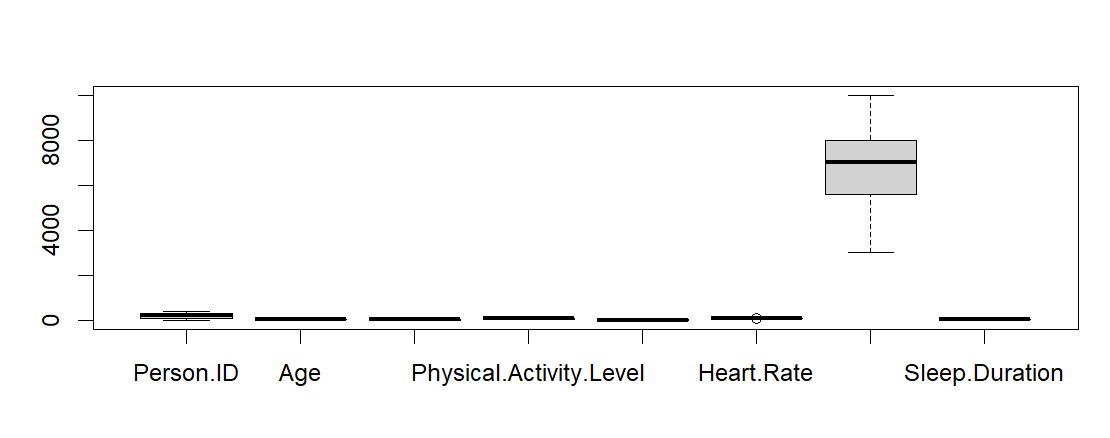 8000
4000
0
Person.ID Age Physical.Activity.Level Heart.Rate Sleep.Duration